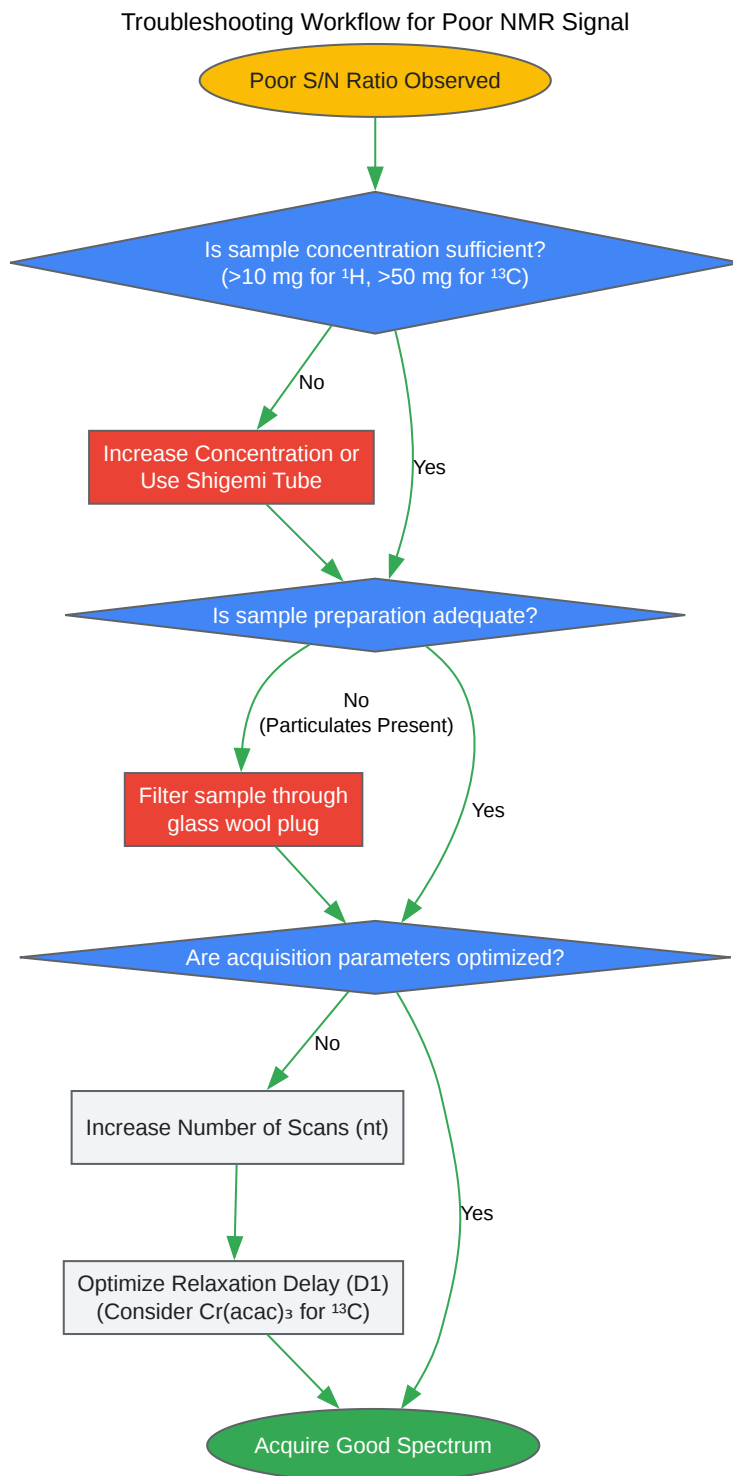 Troubleshooting Workflow for Poor NMR Signal
Poor S/N Ratio Observed
Is sample concentration sufficient?
(>10 mg for ¹H, >50 mg for ¹³C)
No
Increase Concentration or
Use Shigemi Tube
Yes
Is sample preparation adequate?
No
(Particulates Present)
Filter sample through
glass wool plug
Yes
Are acquisition parameters optimized?
No
Increase Number of Scans (nt)
Yes
Optimize Relaxation Delay (D1)
(Consider Cr(acac)₃ for ¹³C)
Acquire Good Spectrum